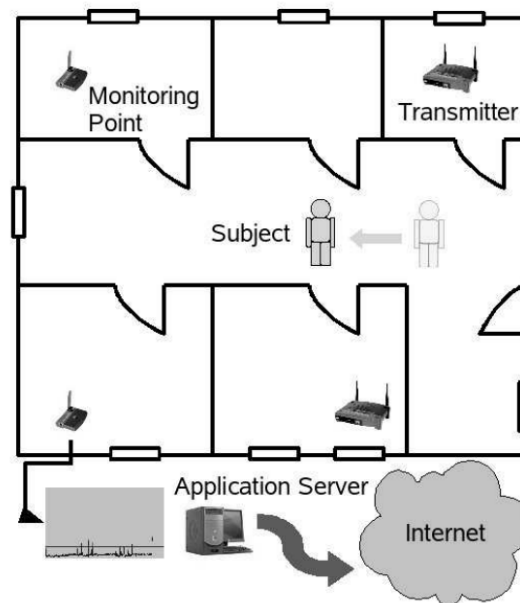 Monitoring
Point
Transmitter
Subject
Application Server
Internet